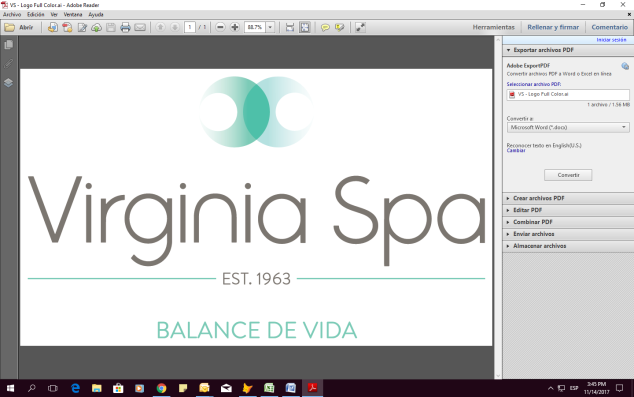 VS - Logo Full Color.ai - Adobe Reader
Archivo Edición Ver Ventana Ayuda
Abrir
1 / 1
88.7%
Herramientas Rellenar y firmar Comentario
Iniciar sesión
Exportar archivos PDF
Adobe ExportPDF
Convertir archivos PDF a Word o Excel en línea
Seleccionar archivo PDF:
VS - Logo Full Color.ai
1 archivo / 1.56 MB
Convertir a:
Microsoft Word (*.docx)
Reconocer texto en English(U.S.)
Cambiar
Convertir
Crear archivos PDF
Editar PDF
Combinar PDF
Enviar archivos
Almacenar archivos
Virginia Spa
EST. 1963
BALANCE DE VIDA
ESP
3:45 PM
11/14/2017